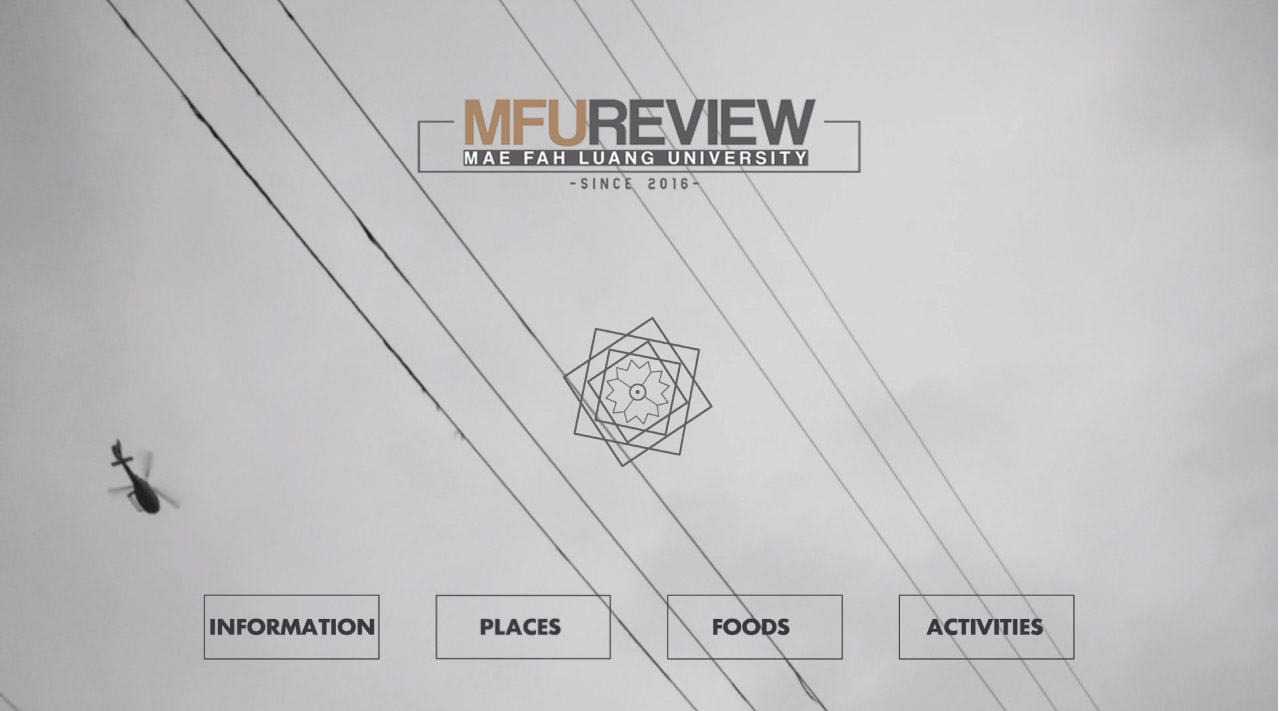 MFUREVIEW
MAE FAH LUANG UNIVERSITY
-SINCE 2016-
INFORMATION
PLACES
FOODS
ACTIVITIES